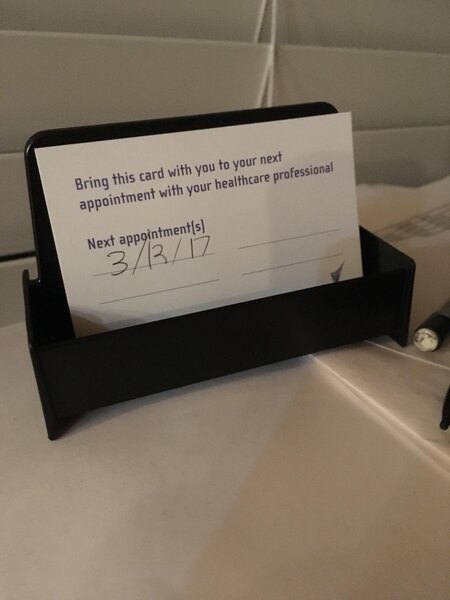 Bring this card with you to your next
appointment with your healthcare professional
Next appointment(s)
3/13/17